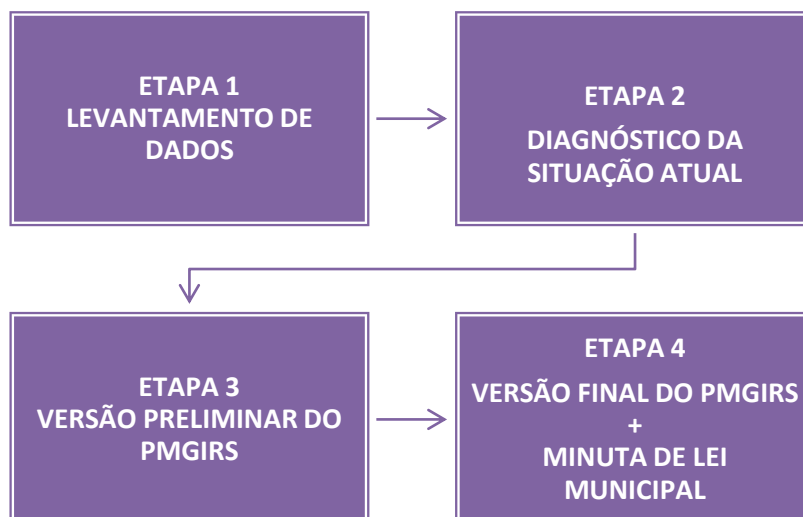 ETAPA 1
LEVANTAMENTO DE
DADOS
ETAPA 2
DIAGNÓSTICO DA
SITUAÇÃO ATUAL
ETAPA 3
VERSÃO PRELIMINAR DO
PMGIRS
ETAPA 4
VERSÃO FINAL DO PMGIRS
+
MINUTA DE LEI
MUNICIPAL